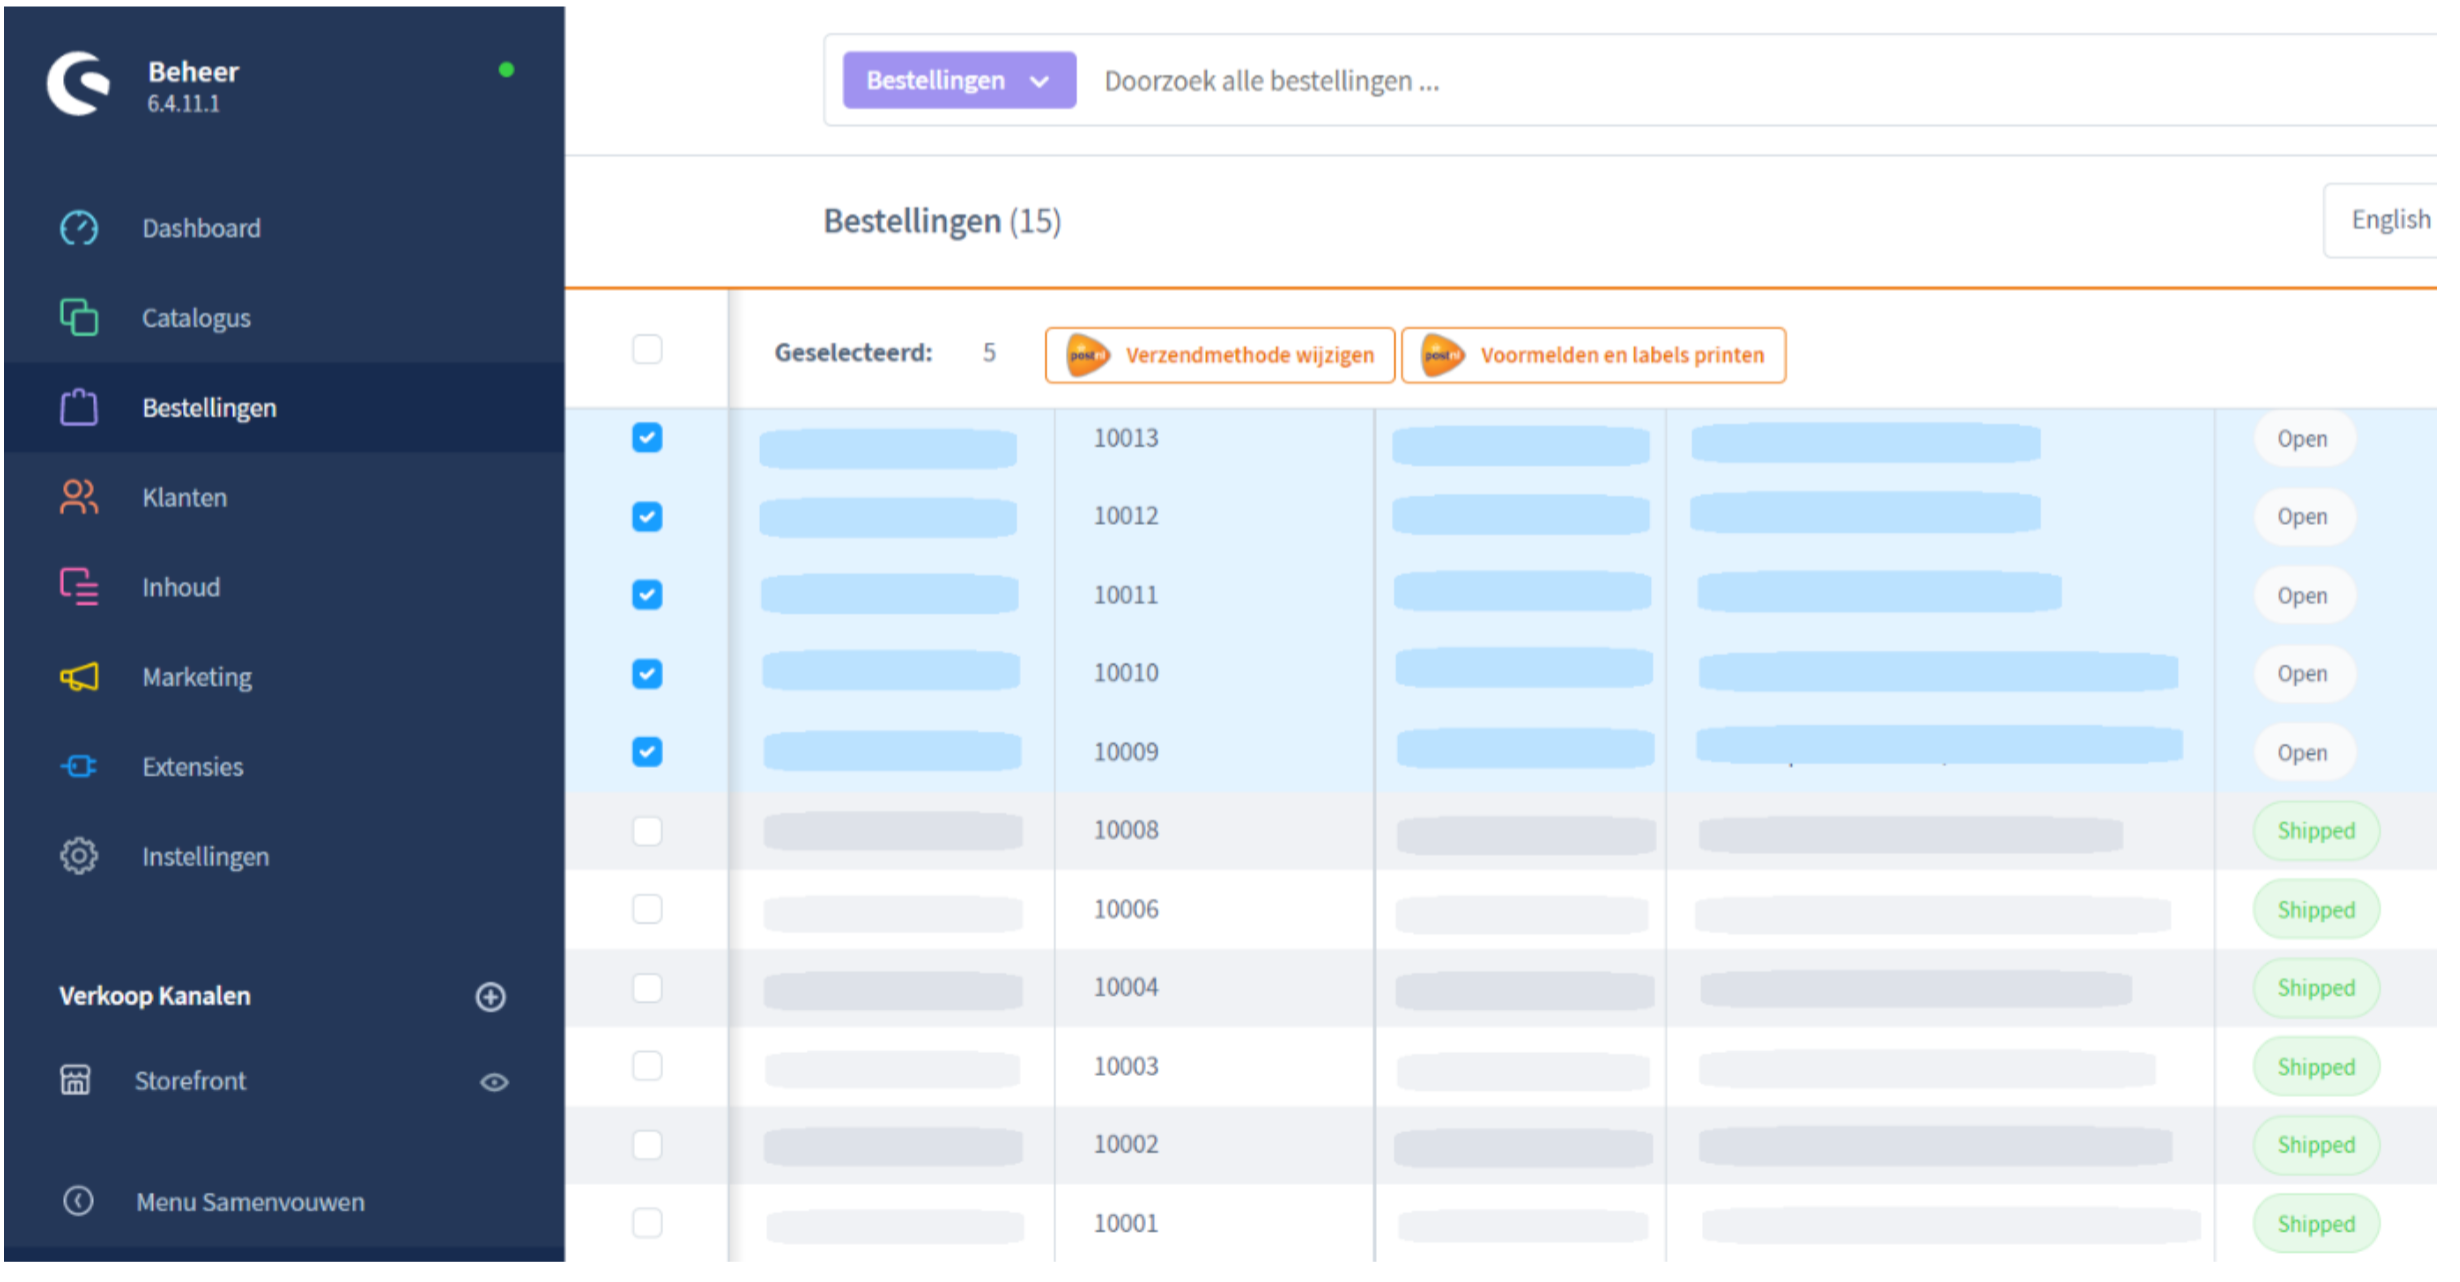 Beheer
6.4.11.1
Dashboard
Catalogus
Bestellingen
Klanten
Inhoud
Marketing
Extensies
Instellingen
Verkoop Kanalen
Storefront
Menu Samenvouwen
Bestellingen Doorzoek alle bestellingen ...
Bestellingen (15) English
Geselecteerd: 5 postnl Verzendmethode wijzigen postnl Voormelden en labels printen
10013 Open
10012 Open
10011 Open
10010 Open
10009 Open
10008 Shipped
10006 Shipped
10004 Shipped
10003 Shipped
10002 Shipped
10001 Shipped